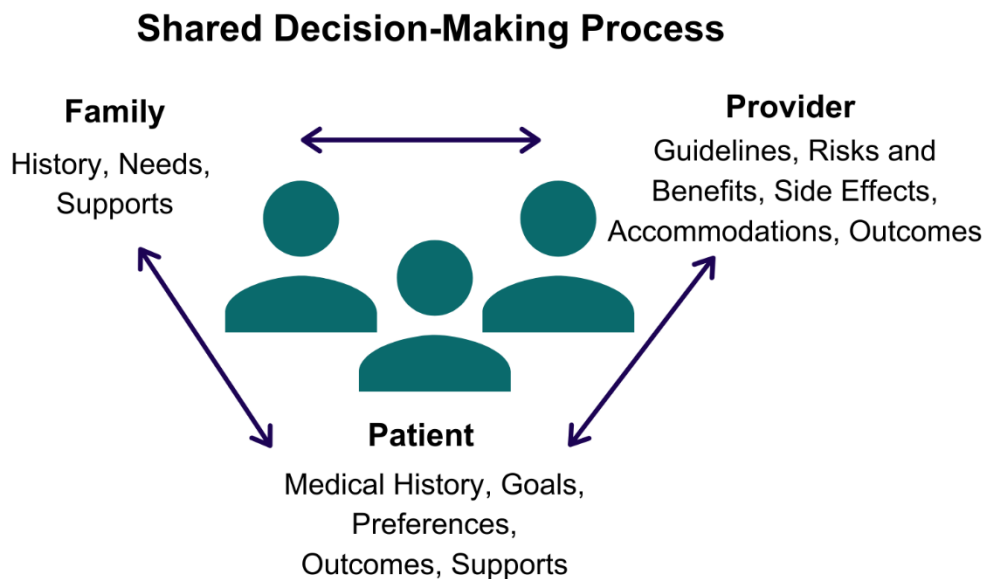 Shared Decision-Making Process
Family
History, Needs,
Supports
Provider
Guidelines, Risks and
Benefits, Side Effects,
Accommodations, Outcomes
Patient
Medical History, Goals,
Preferences,
Outcomes, Supports